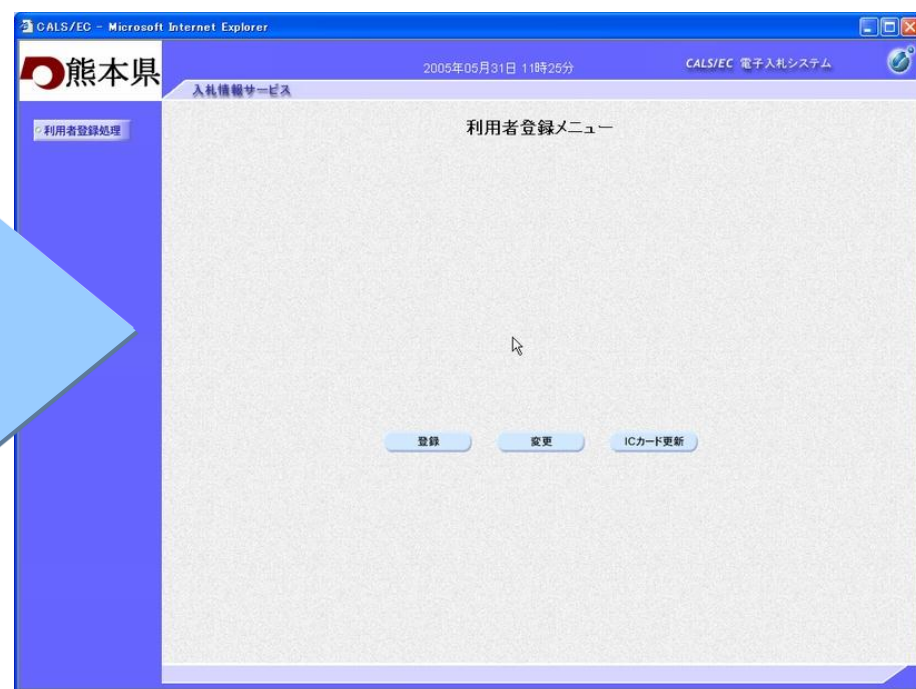 CALS/EC - Microsoft Internet Explorer
熊本県
2005年05月31日 11時25分
CALS/EC 電子入札システム
入札情報サービス
利用者登録処理
利用者登録メニュー
登録
変更
ICカード更新